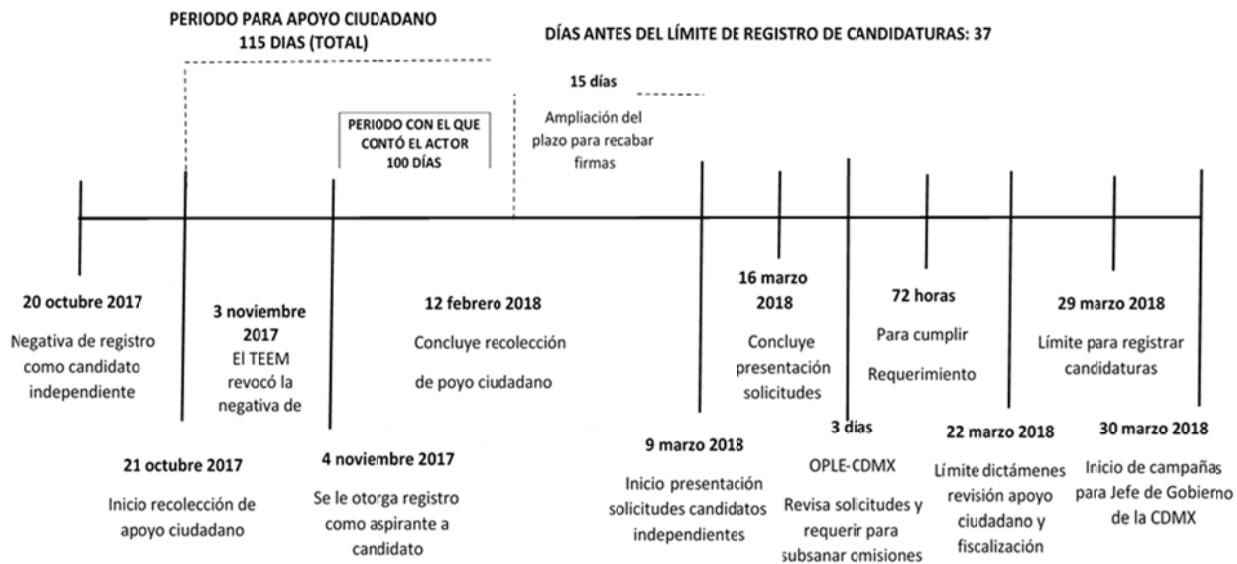 PERIODO PARA APOYO CIUDADANO
115 DIAS (TOTAL)
DÍAS ANTES DEL LÍMITE DE REGISTRO DE CANDIDATURAS: 37
15 días
Ampliación del
plazo para recabar
firmas
PERIODO CON EL QUE
CONTÓ EL ACTOR
100 DÍAS
20 octubre 2017
Negativa de registro
como candidato
independiente
3 noviembre
2017
El TEEM
revocó la
negativa de
12 febrero 2018
Concluye recolección
de poyo ciudadano
16 marzo
2018
Concluye
presentación
solicitudes
72 horas
Para cumplir
Requerimiento
29 marzo 2018
Límite para registrar
candidaturas
21 octubre 2017
Inicio recolección de
apoyo ciudadano
4 noviembre 2017
Se le otorga registro
como aspirante a
candidato
9 marzo 2018
Inicio presentación
solicitudes candidatos
independientes
3 días
OPLE-CDMX
Revisa solicitudes y
requerir para
subsanar omisiones
22 marzo 2018
Límite dictámenes
revisión apoyo
ciudadano y
fiscalización
30 marzo 2018
Inicio de campañas
para Jefe de Gobierno
de la CDMX